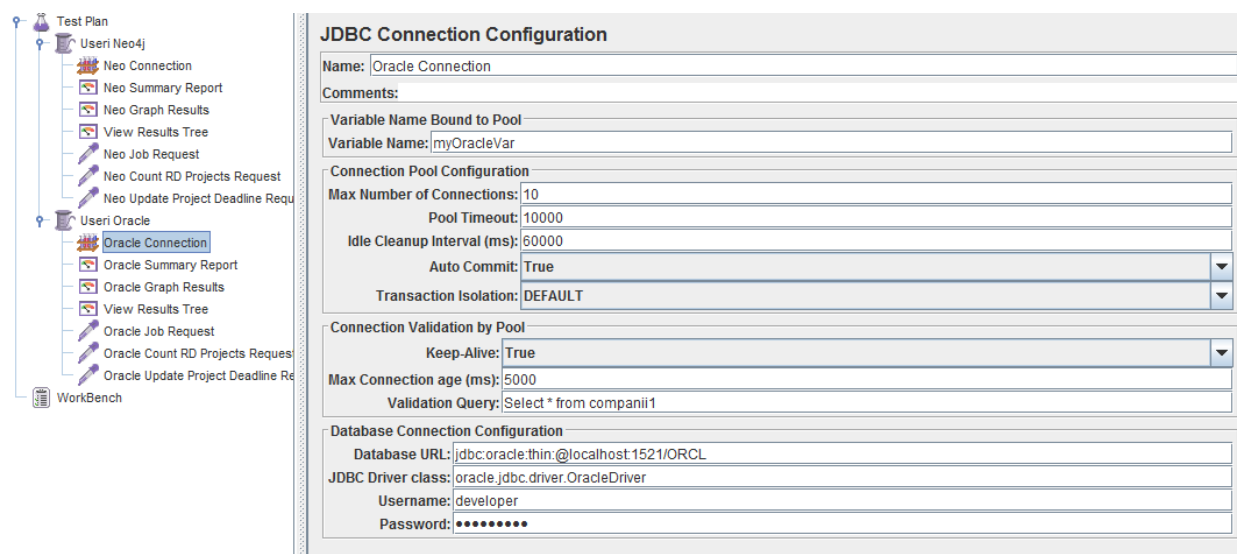 Test Plan
Useri Neo4j
Neo Connection
Neo Summary Report
Neo Graph Results
View Results Tree
Neo Job Request
Neo Count RD Projects Request
Neo Update Project Deadline Requ
Useri Oracle
Oracle Connection
Oracle Summary Report
Oracle Graph Results
View Results Tree
Oracle Job Request
Oracle Count RD Projects Request
Oracle Update Project Deadline Re
WorkBench
JDBC Connection Configuration
Name: Oracle Connection
Comments:
Variable Name Bound to Pool
Variable Name: myOracleVar
Connection Pool Configuration
Max Number of Connections: 10
Pool Timeout: 10000
Idle Cleanup Interval (ms): 60000
Auto Commit: True
Transaction Isolation: DEFAULT
Connection Validation by Pool
Keep-Alive: True
Max Connection age (ms): 5000
Validation Query: Select * from companii1
Database Connection Configuration
Database URL: jdbc:oracle:thin:@localhost:1521/ORCL
JDBC Driver class: oracle.jdbc.driver.OracleDriver
Username: developer
Password: •••••••••